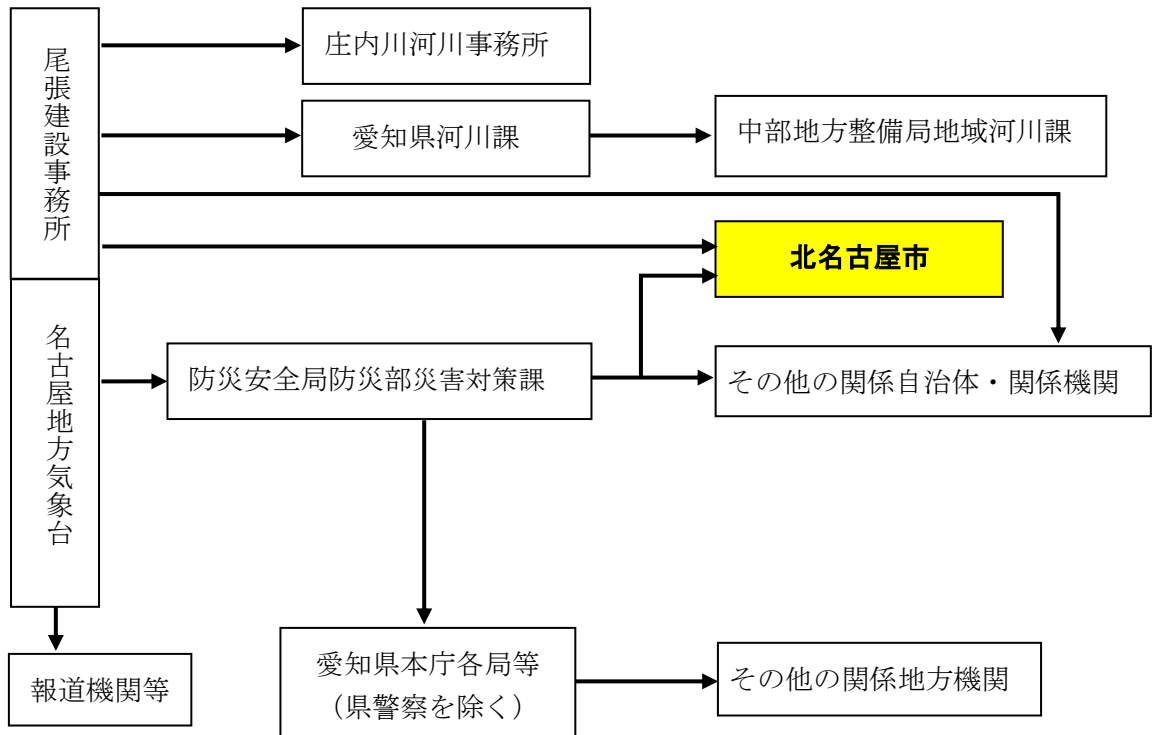 尾張建設事務所
庄内川河川事務所
愛知県河川課
中部地方整備局地域河川課
北名古屋市
名古屋地方気象台
防災安全局防災部災害対策課
その他の関係自治体・関係機関
報道機関等
愛知県本庁各局等
（県警察を除く）
その他の関係地方機関